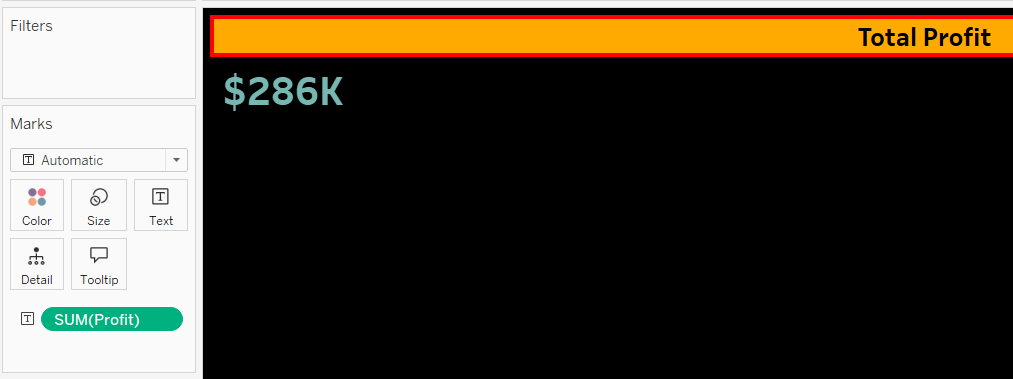 Filters
Total Profit
$286K
Marks
Automatic
Color Size Text
Detail Tooltip
SUM(Profit)